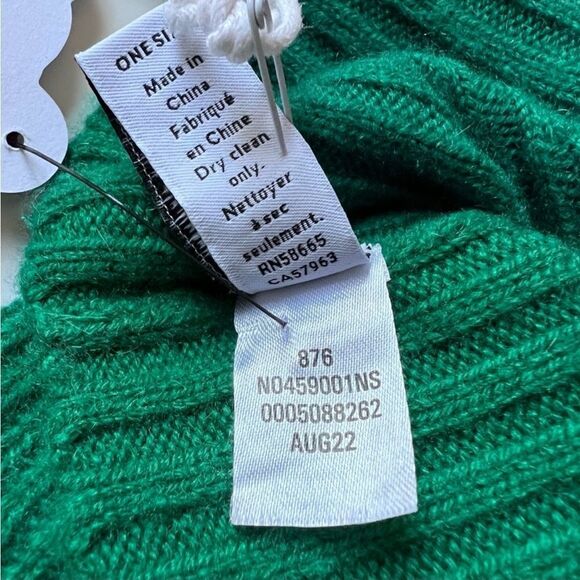 ONE SI
Made in
China
Fabriqué
en Chine
Dry clean
only.
Nettoyer
à sec
seulement.
RN58665
CA57963
876
N0459001NS
0005088262
AUG22